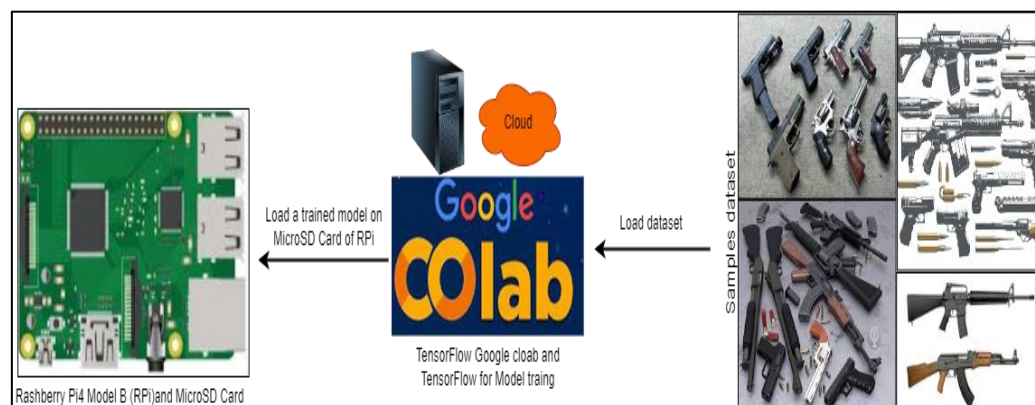 Rashberry Pi4 Model B (RPi)and MicroSD Card
Load a trained model on
MicroSD Card of RPi
Cloud
Google
COlab
TensorFlow Google cloab and
TensorFlow for Model traing
Load dataset
Samples dataset